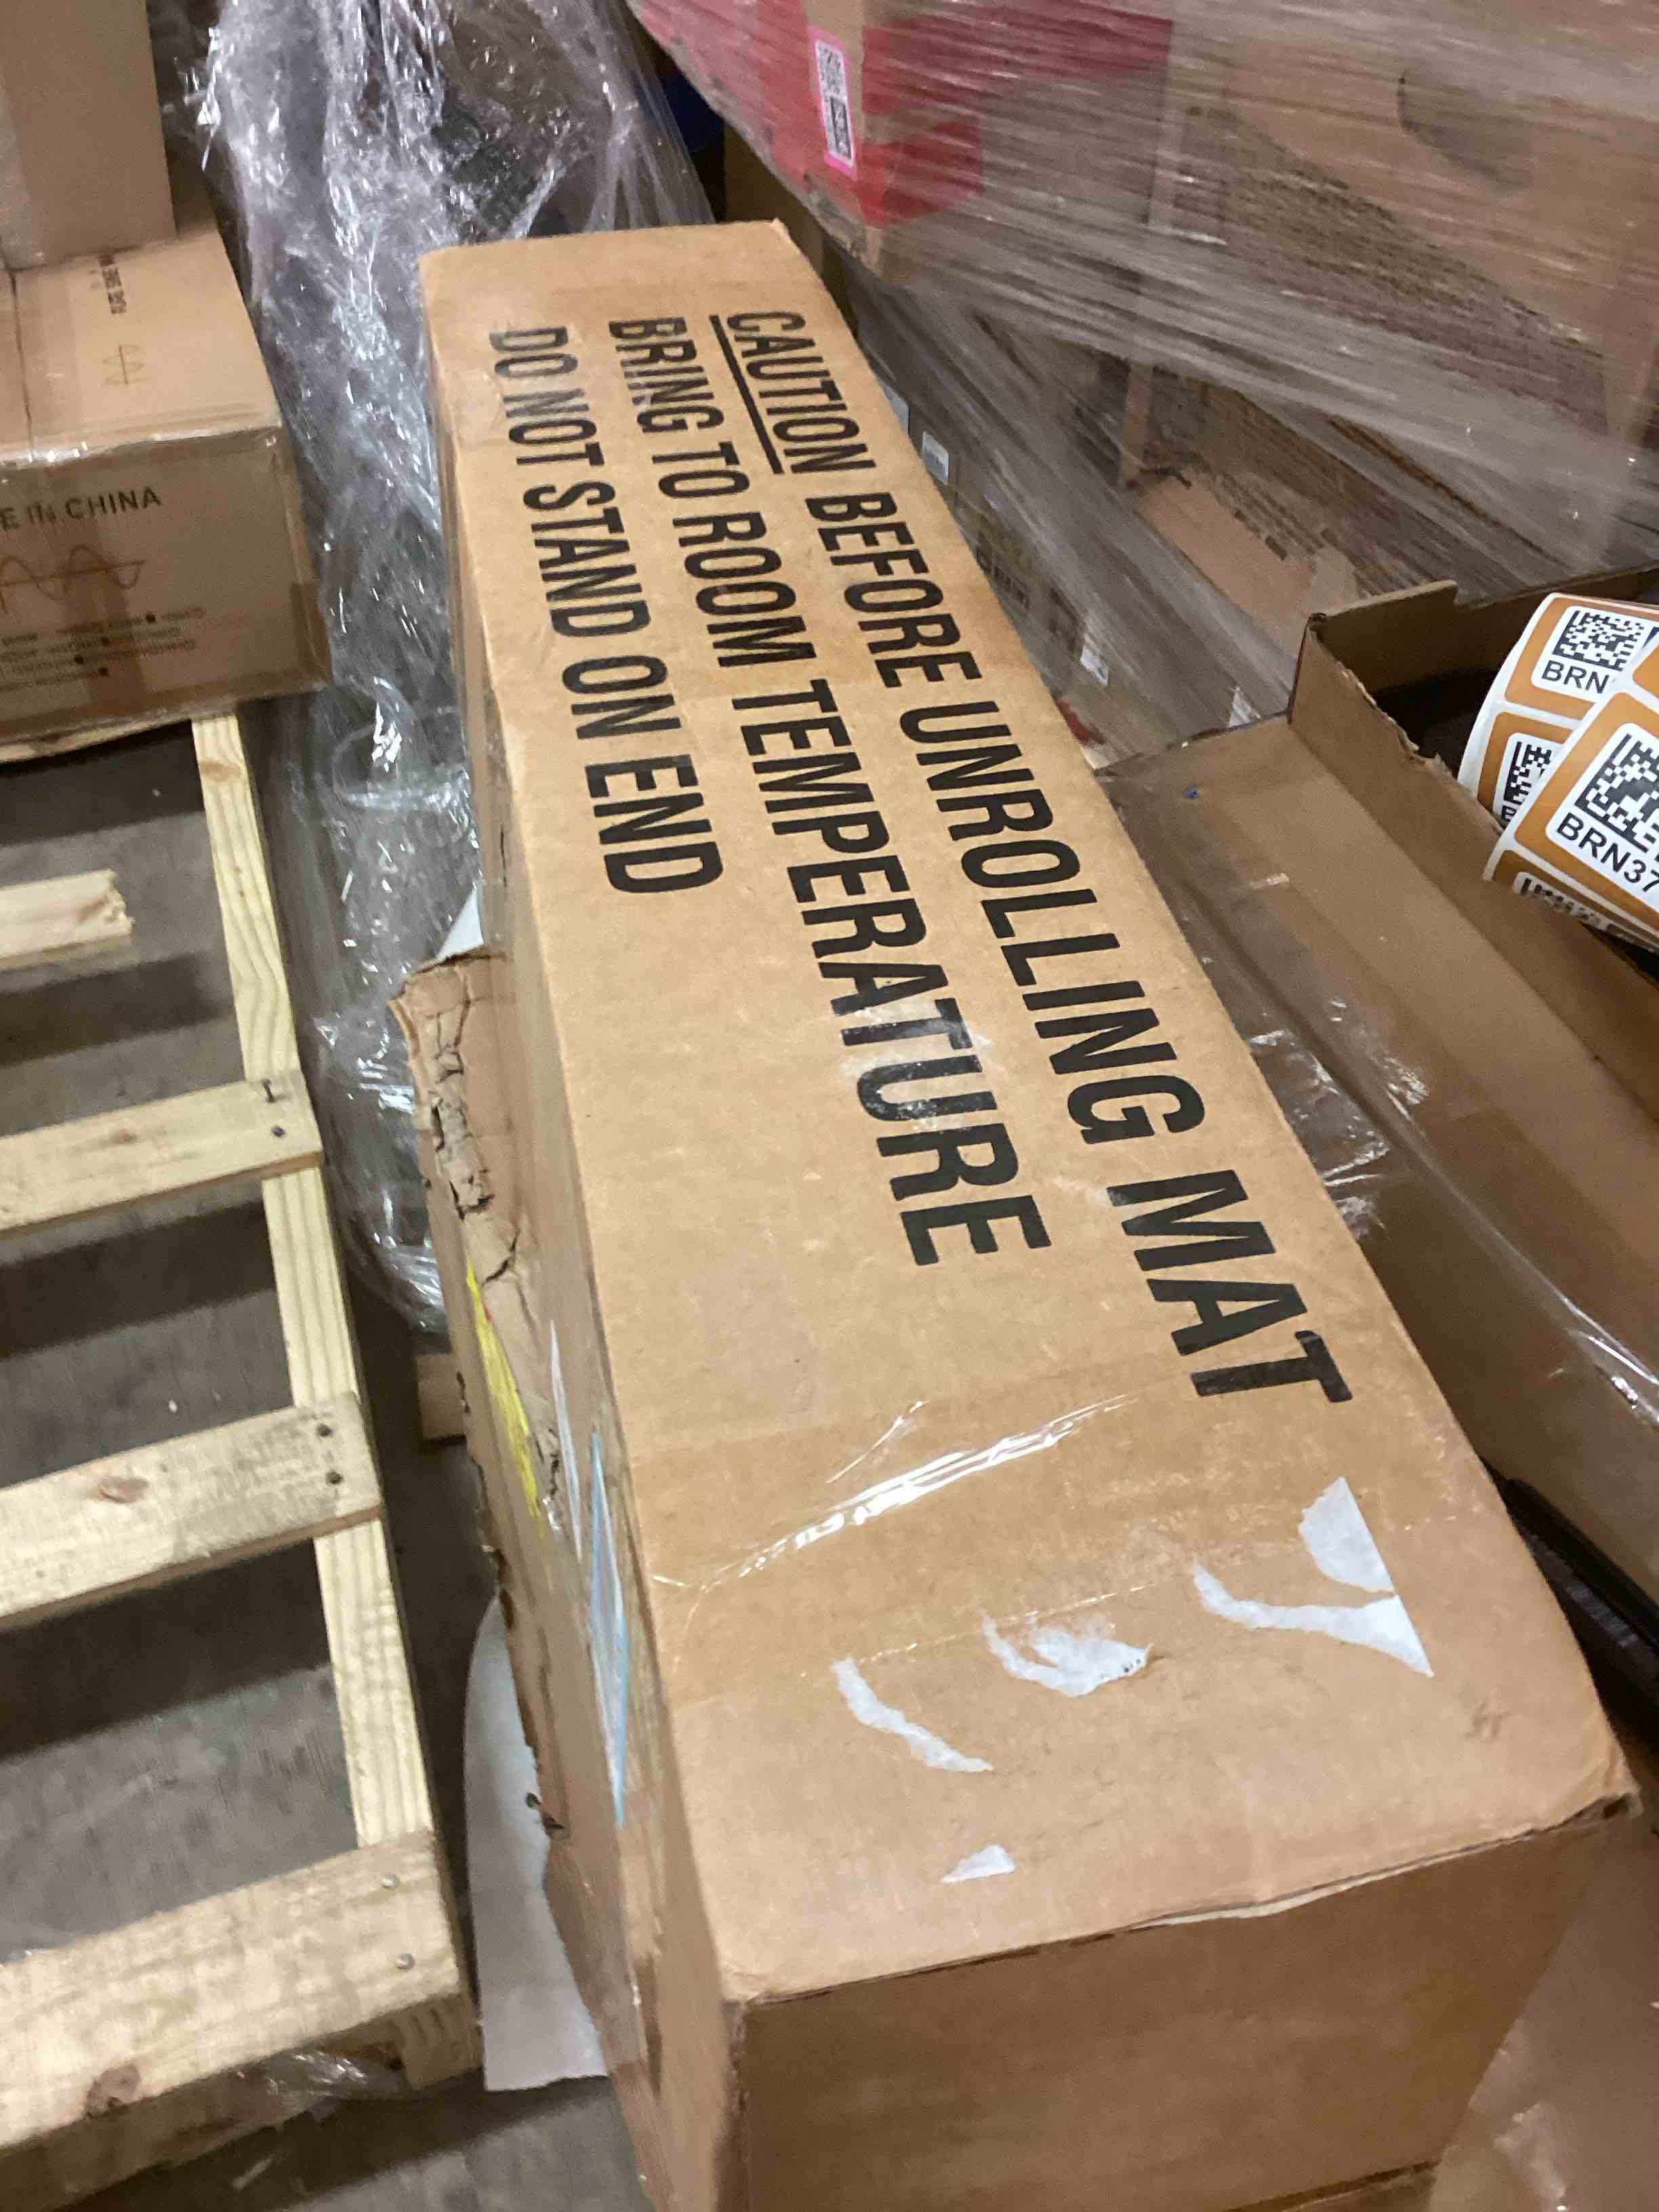 CAUTION BEFORE UNROLLING MAT
BRING TO ROOM TEMPERATURE
DO NOT STAND ON END
E IN CHINA
BRN
BRN37